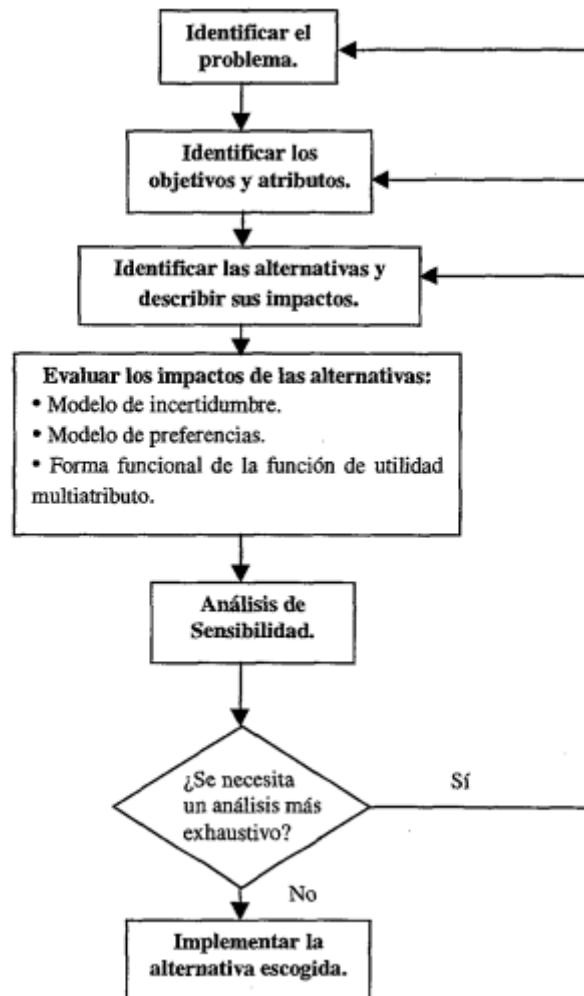 Identificar el
problema.
Identificar los
objetivos y atributos.
Identificar las alternativas y
describir sus impactos.
Evaluar los impactos de las alternativas:
• Modelo de incertidumbre.
• Modelo de preferencias.
• Forma funcional de la función de utilidad
multiatributo.
Análisis de
Sensibilidad.
¿Se necesita
un análisis más
exhaustivo?
Sí
No
Implementar la
alternativa escogida.